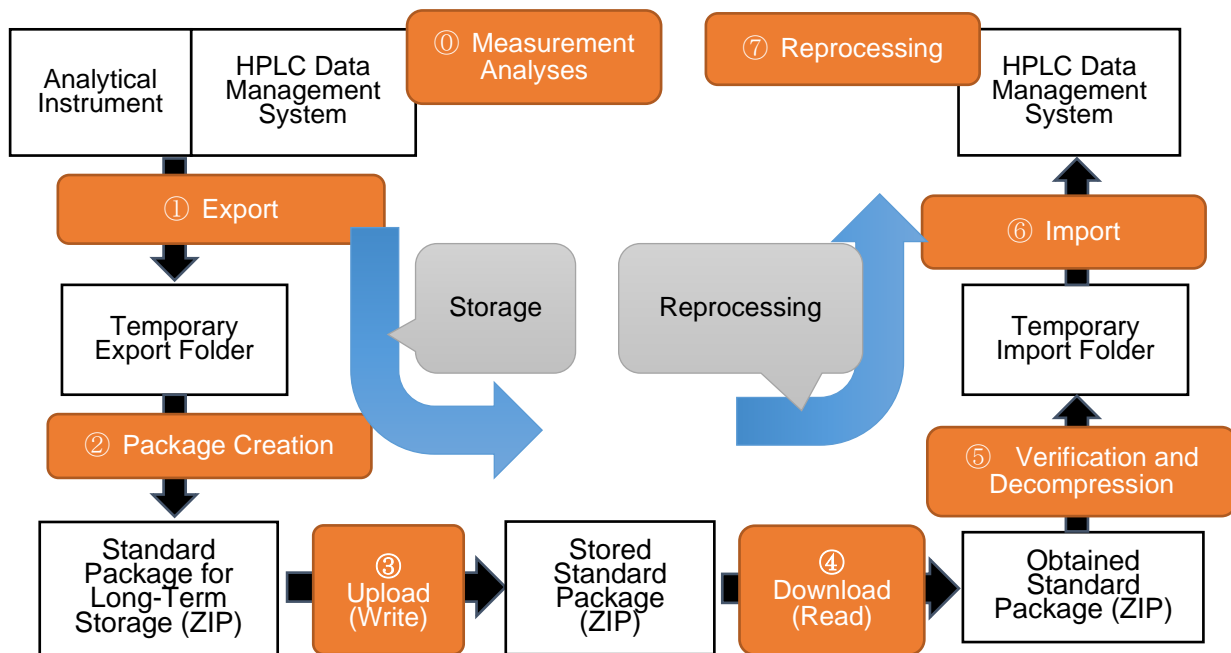 ⓪ Measurement
Analyses
⑦ Reprocessing
Analytical
Instrument
HPLC Data
Management
System
HPLC Data
Management
System
① Export
⑥ Import
Storage
Reprocessing
Temporary
Export Folder
Temporary
Import Folder
② Package Creation
⑤ Verification and
Decompression
Standard
Package for
Long-Term
Storage (ZIP)
③
Upload
(Write)
Stored
Standard
Package
(ZIP)
④
Download
(Read)
Obtained
Standard
Package (ZIP)